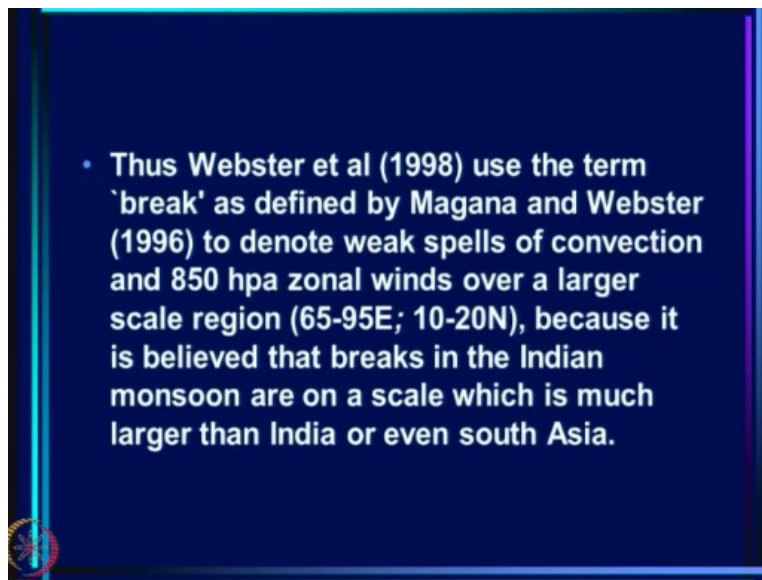 • Thus Webster et al (1998) use the term
`break' as defined by Magana and Webster
(1996) to denote weak spells of convection
and 850 hpa zonal winds over a larger
scale region (65-95E; 10-20N), because it
is believed that breaks in the Indian
monsoon are on a scale which is much
larger than India or even south Asia.